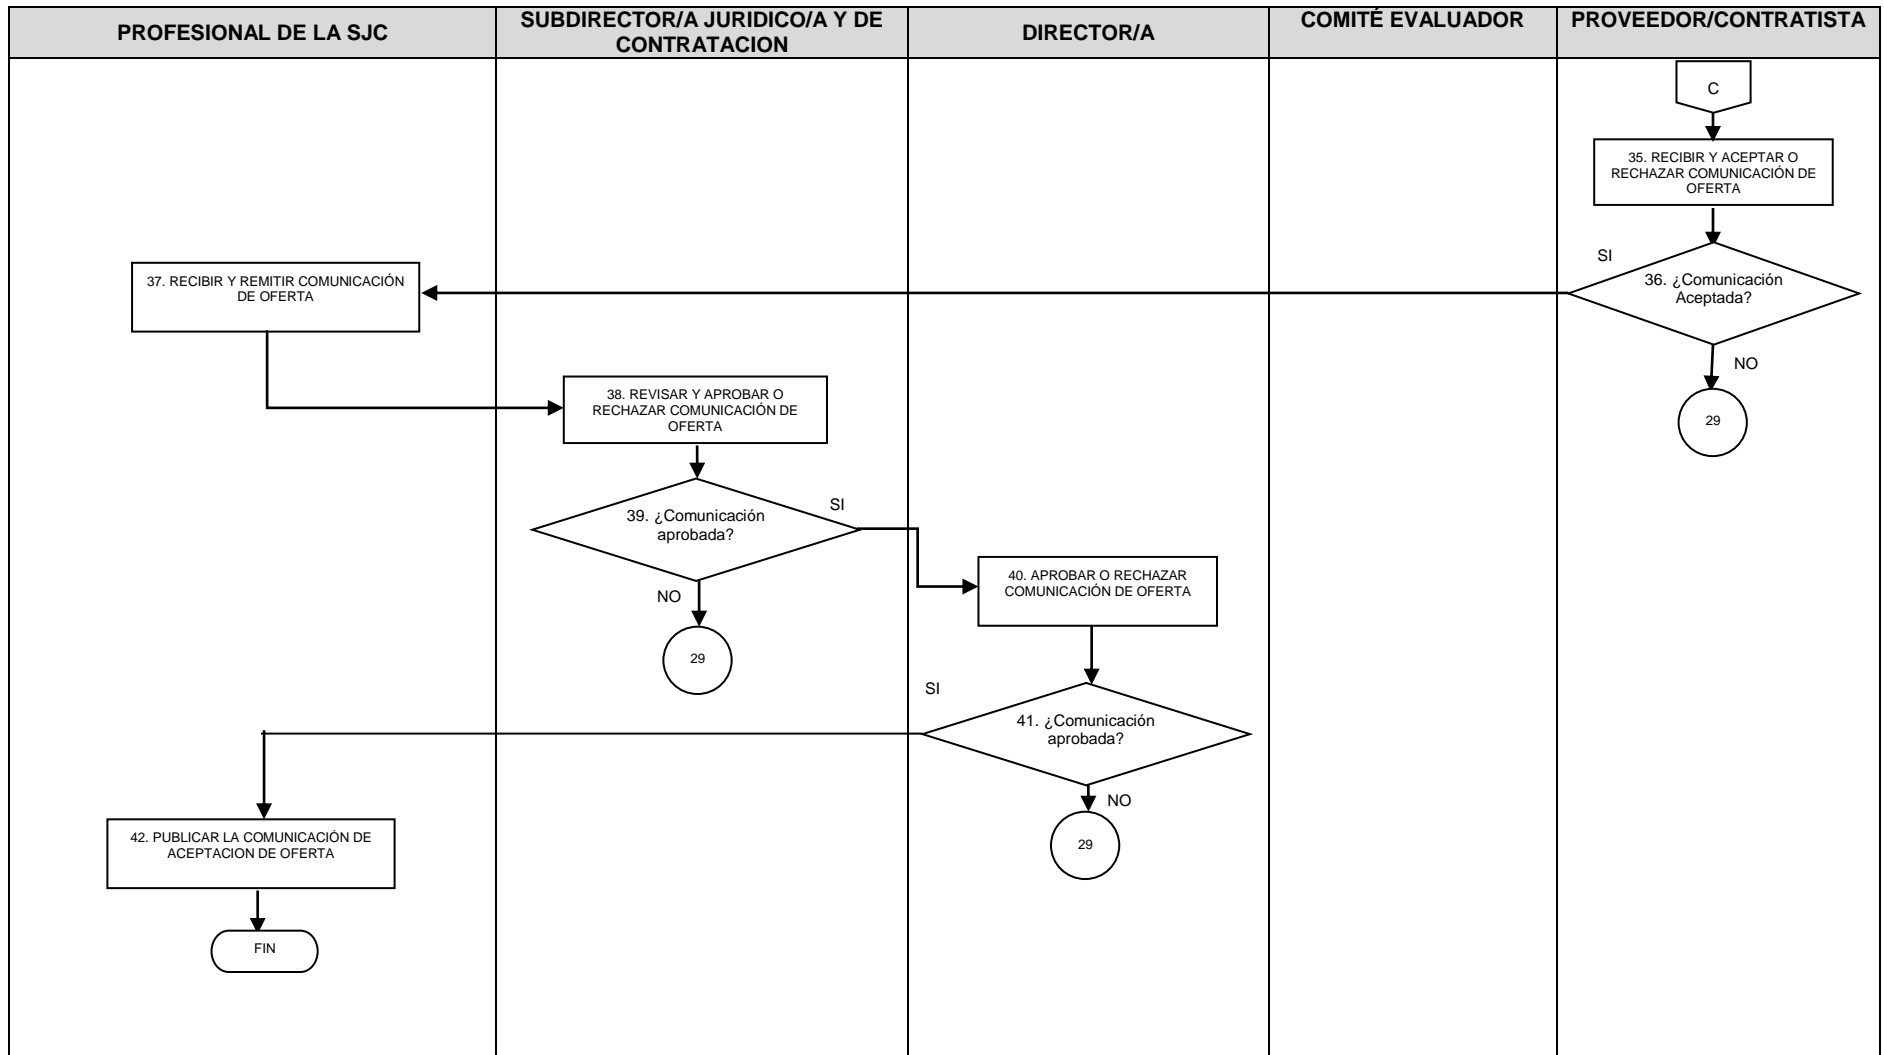 PROFESIONAL DE LA SJC
SUBDIRECTOR/A JURIDICO/A Y DE
CONTRATACION
DIRECTOR/A
COMITÉ EVALUADOR
PROVEEDOR/CONTRATISTA
C
35. RECIBIR Y ACEPTAR O
RECHAZAR COMUNICACIÓN DE
OFERTA
SI
36. ¿Comunicación
Aceptada?
NO
29
37. RECIBIR Y REMITIR COMUNICACIÓN
DE OFERTA
38. REVISAR Y APROBAR O
RECHAZAR COMUNICACIÓN DE
OFERTA
SI
39. ¿Comunicación
aprobada?
NO
29
40. APROBAR O RECHAZAR
COMUNICACIÓN DE OFERTA
SI
41. ¿Comunicación
aprobada?
NO
29
42. PUBLICAR LA COMUNICACIÓN DE
ACEPTACION DE OFERTA
FIN